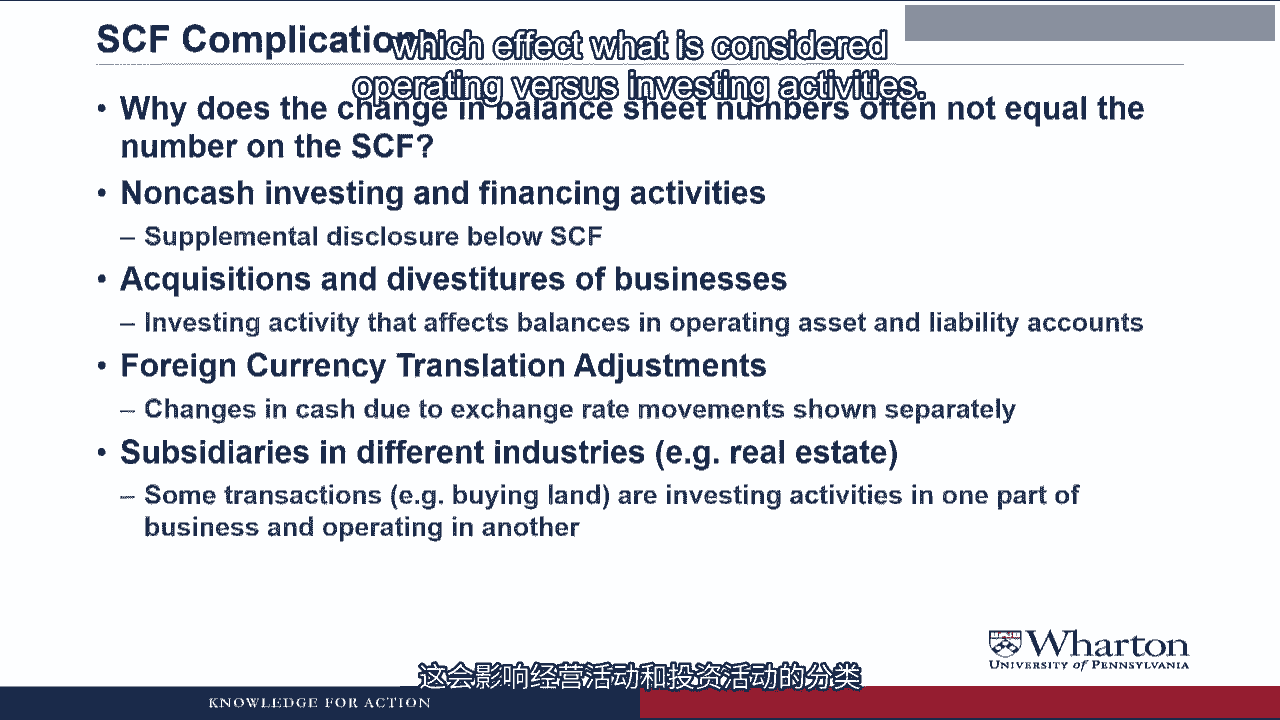 SCF Complications
which effect what is considered
operating versus investing activities.
• Why does the change in balance sheet numbers often not equal the
number on the SCF?
• Noncash investing and financing activities
– Supplemental disclosure below SCF
• Acquisitions and divestitures of businesses
– Investing activity that affects balances in operating asset and liability accounts
• Foreign Currency Translation Adjustments
– Changes in cash due to exchange rate movements shown separately
• Subsidiaries in different industries (e.g. real estate)
– Some transactions (e.g. buying land) are investing activities in one part of
business and operating in another
Wharton
UNIVERSITY of PENNSYLVANIA
这会影响经营活动和投资活动的分类
KNOWLEDGE FOR ACTION